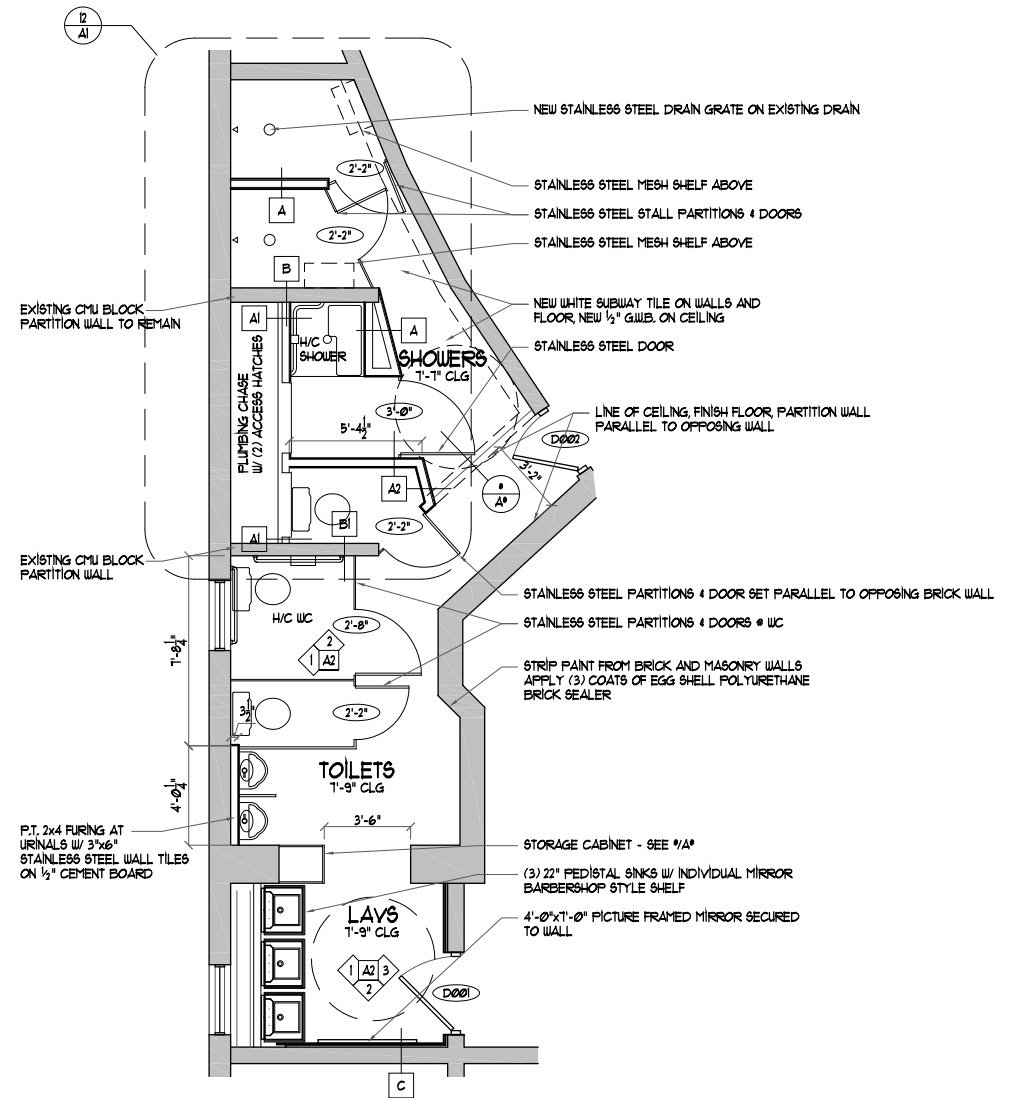 12
A1
NEW STAINLESS STEEL DRAIN GRATE ON EXISTING DRAIN
2'-2"
STAINLESS STEEL MESH SHELF ABOVE
A
STAINLESS STEEL STALL PARTITIONS & DOORS
2'-2"
STAINLESS STEEL MESH SHELF ABOVE
B
EXISTING CMU BLOCK
PARTITION WALL TO REMAIN
NEW WHITE SUBWAY TILE ON WALLS AND
FLOOR, NEW ½" G.W.B. ON CEILING
A1
A
H/C
SHOWER
STAINLESS STEEL DOOR
SHOWERS
7'-7" CLG
PLUMBING CHASE
W/ (2) ACCESS HATCHES
3'-0"
LINE OF CEILING, FINISH FLOOR, PARTITION WALL
PARALLEL TO OPPOSING WALL
5'-4½"
D002
3'-2"
A2
B1
2'-2"
A1
EXISTING CMU BLOCK
PARTITION WALL
STAINLESS STEEL PARTITIONS & DOOR SET PARALLEL TO OPPOSING BRICK WALL
H/C WC
2'-8"
STAINLESS STEEL PARTITIONS & DOORS @ WC
2
1
A2
7'-8¼"
STRIP PAINT FROM BRICK AND MASONRY WALLS
APPLY (3) COATS OF EGG SHELL POLYURETHANE
BRICK SEALER
3½"
2'-2"
TOILETS
7'-9" CLG
4'-0¼"
3'-6"
P.T. 2x4 FURING AT
URINALS W/ 3"x6"
STAINLESS STEEL WALL TILES
ON ½" CEMENT BOARD
STORAGE CABINET - SEE
(3) 22" PEDISTAL SINKS W/ INDIVIDUAL MIRROR
BARBERSHOP STYLE SHELF
LAVS
7'-9" CLG
4'-0"x7'-0" PICTURE FRAMED MIRROR SECURED
TO WALL
1
A2
3
2
D001
C